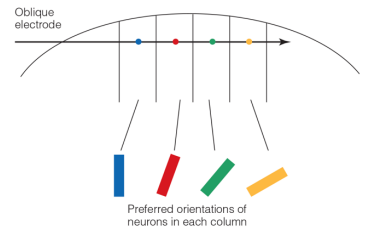 Oblique
electrode
Preferred orientations of
neurons in each column